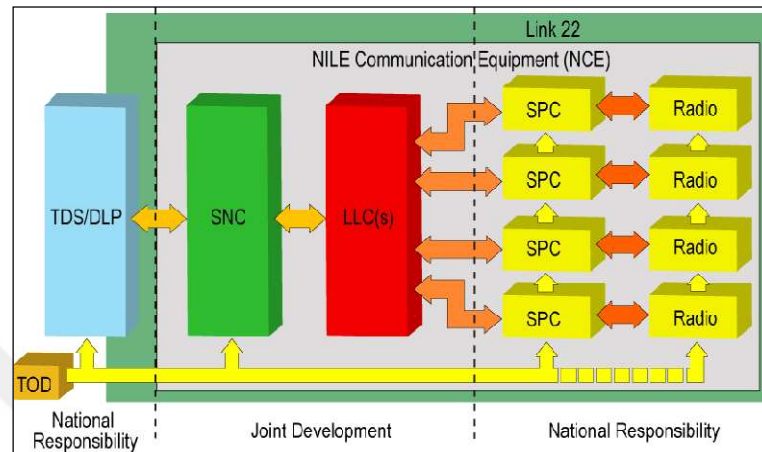 Link 22
NILE Communication Equipment (NCE)
TDS/DLP
SNC
LLC(s)
SPC
Radio
SPC
Radio
SPC
Radio
SPC
Radio
TOD
National
Responsibility
Joint Development
National Responsibility